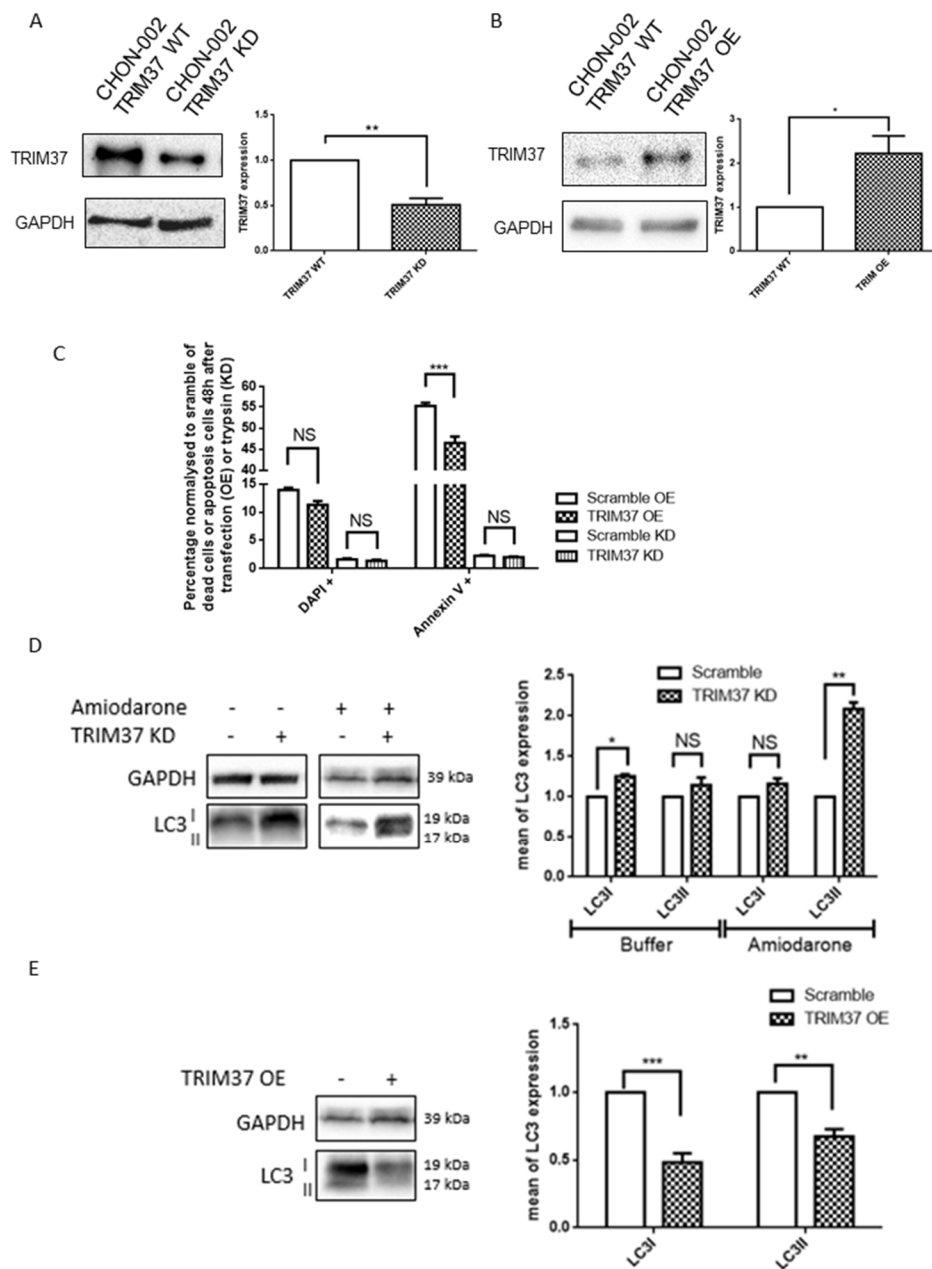 A
CHON-002
TRIM37 WT
CHON-002
TRIM37 KD
TRIM37
GAPDH
TRIM37 expression
1.5
1.0
0.5
0.0
**
TRIM37 WT
TRIM37 KD
B
CHON-002
TRIM37 WT
CHON-002
TRIM37 OE
TRIM37
GAPDH
TRIM37 expression
3
2
1
0
*
TRIM37 WT
TRIM OE
C
Percentage normalysed to sramble of
dead cells or apoptosis cells 48h after
transfection (OE) or trypsin (KD)
60
55
50
45
40
15
10
5
0
NS
NS
***
NS
DAPI +
Annexin V +
Scramble OE
TRIM37 OE
Scramble KD
TRIM37 KD
D
Amiodarone - - + +
TRIM37 KD - + - +
GAPDH
39 kDa
LC3
I
II
19 kDa
17 kDa
Scramble
TRIM37 KD
mean of LC3 expression
2.5
2.0
1.5
1.0
0.5
0.0
*
NS
NS
**
LC3I
LC3II
LC3I
LC3II
Buffer
Amiodarone
E
TRIM37 OE - +
GAPDH
39 kDa
LC3
I
II
19 kDa
17 kDa
Scramble
TRIM37 OE
mean of LC3 expression
1.5
1.0
0.5
0.0
***
**
LC3I
LC3II